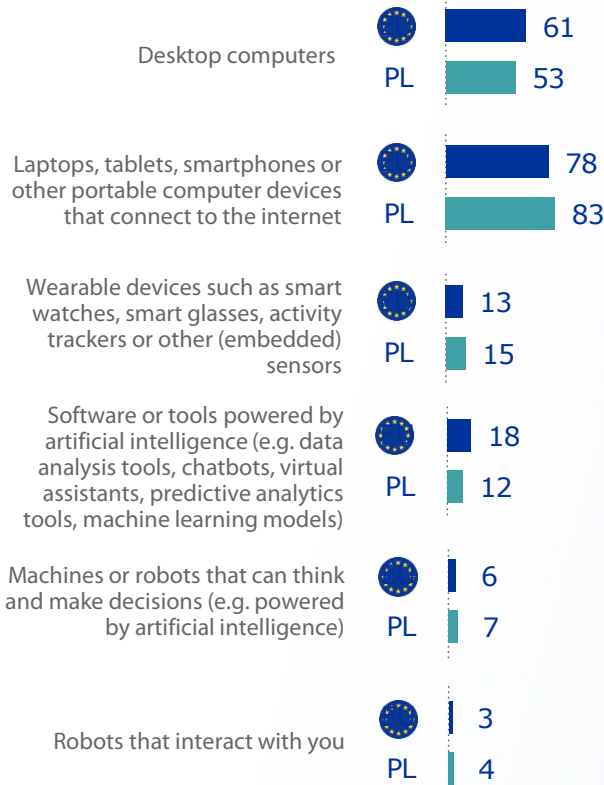 61
Desktop computers
PL 53
Laptops, tablets, smartphones or
78
other portable computer devices
that connect to the internet
PL 83
Wearable devices such as smart
watches, smart glasses, activity
13
trackers or other (embedded)
sensors
PL 15
Software or tools powered by
artificial intelligence (e.g. data
18
analysis tools, chatbots, virtual
assistants, predictive analytics
PL 12
tools, machine learning models)
Machines or robots that can think
6
and make decisions (e.g. powered
by artificial intelligence)
PL 7
3
Robots that interact with you
PL 4